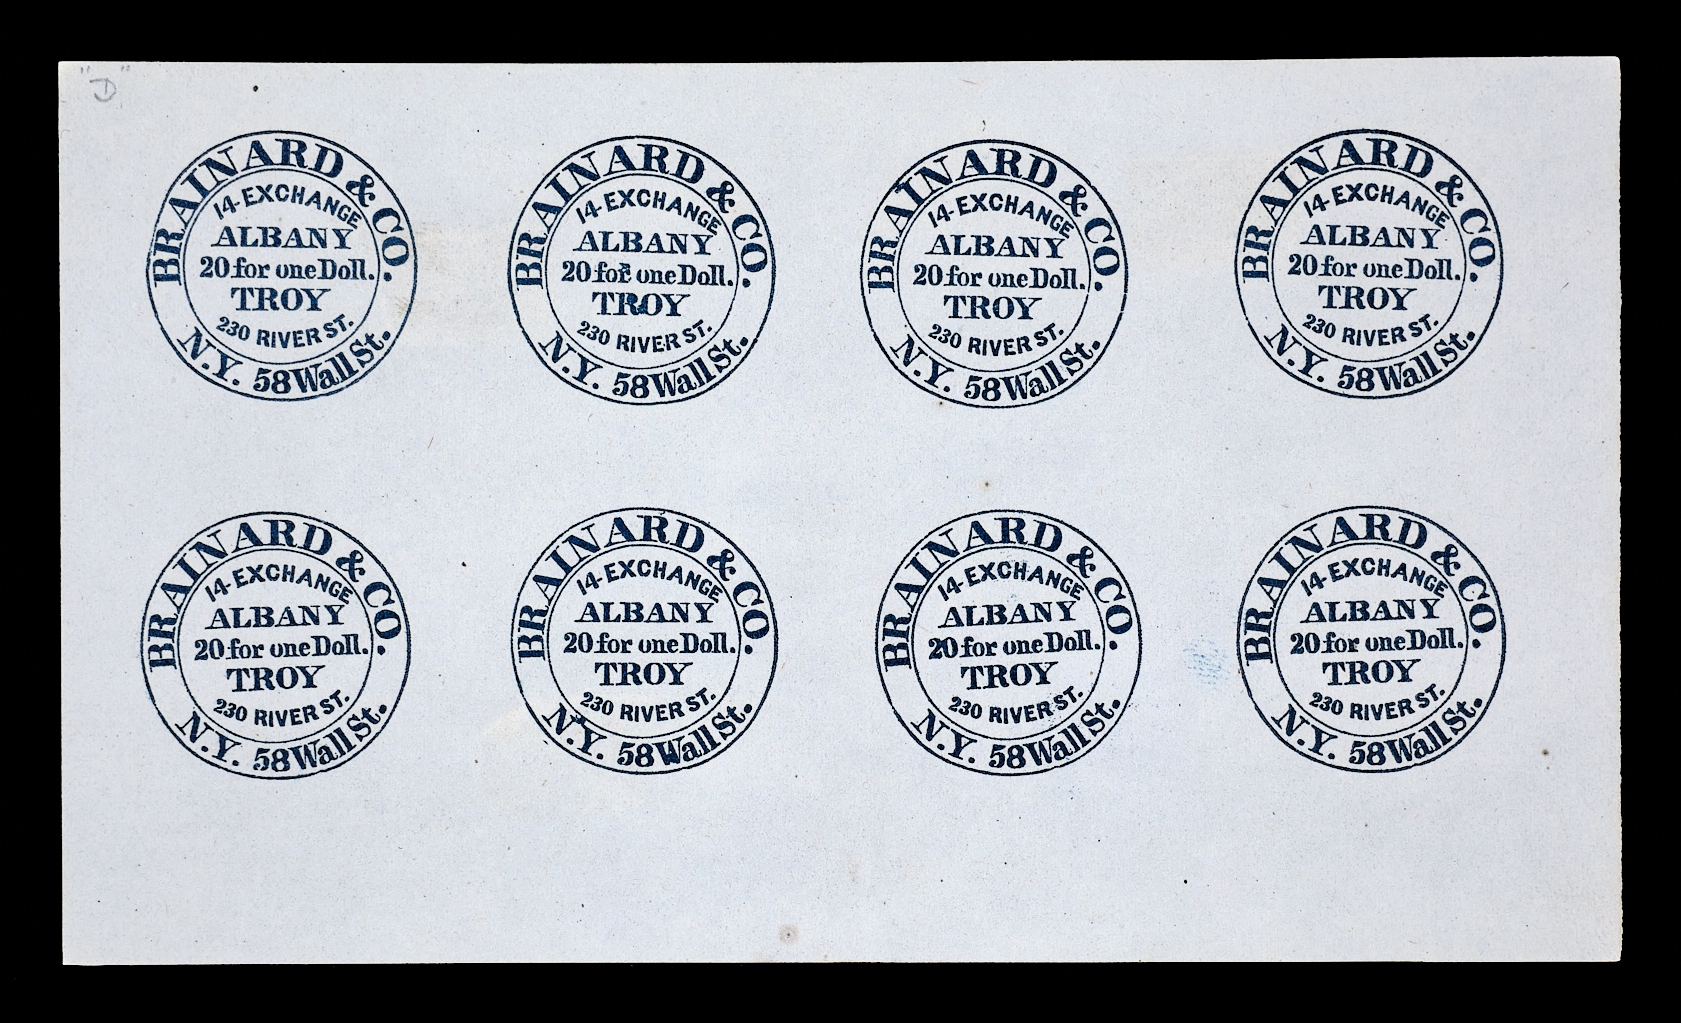 "D"
BRAINARD & CO.
14-EXCHANGE
ALBANY
20 for one Doll.
TROY
230 RIVER ST.
N.Y. 58 Wall St.
BRAINARD & CO.
14-EXCHANGE
ALBANY
20 for one Doll.
TROY
230 RIVER ST.
N.Y. 58 Wall St.
BRAINARD & CO.
14-EXCHANGE
ALBANY
20 for one Doll.
TROY
230 RIVER ST.
N.Y. 58 Wall St.
BRAINARD & CO.
14-EXCHANGE
ALBANY
20 for one Doll.
TROY
230 RIVER ST.
N.Y. 58 Wall St.
BRAINARD & CO.
14-EXCHANGE
ALBANY
20 for one Doll.
TROY
230 RIVER ST.
N.Y. 58 Wall St.
BRAINARD & CO.
14-EXCHANGE
ALBANY
20 for one Doll.
TROY
230 RIVER ST.
N.Y. 58 Wall St.
BRAINARD & CO.
14-EXCHANGE
ALBANY
20 for one Doll.
TROY
230 RIVER ST.
N.Y. 58 Wall St.
BRAINARD & CO.
14-EXCHANGE
ALBANY
20 for one Doll.
TROY
230 RIVER ST.
N.Y. 58 Wall St.